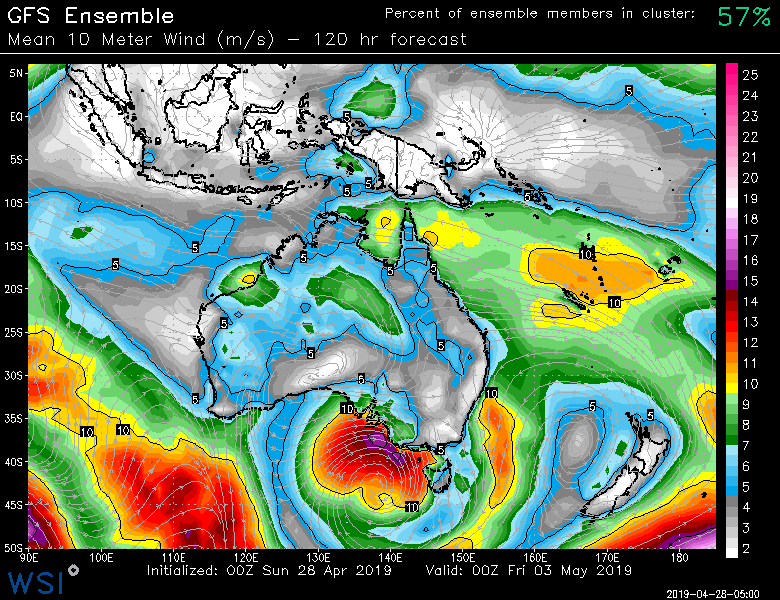 GFS Ensemble
Percent of ensemble members in cluster: 57%
Mean 10 Meter Wind (m/s) – 120 hr forecast
5N
EQ
5S
10S
15S
20S
25S
30S
35S
40S
45S
50S
90E 100E 110E 120E 130E 140E 150E 160E 170E 180
25
24
23
22
21
20
19
18
17
16
15
14
13
12
11
10
9
8
7
6
5
4
3
2
5
5
5
5
5
5
5
5
10
5
5
5
10
5
5
5
5
5
10
10
5
5
10
10
5
10
Initialized: 00Z Sun 28 Apr 2019 Valid: 00Z Fri 03 May 2019
WSI
2019-04-28-05:00